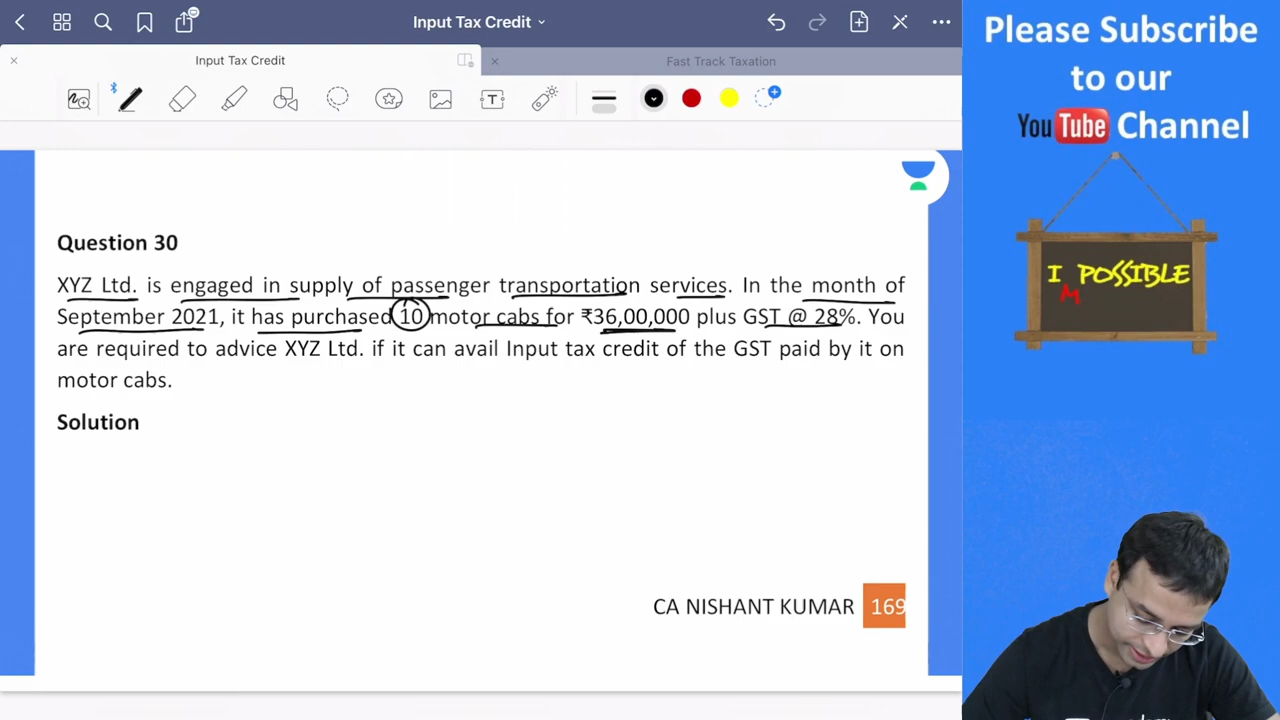 Input Tax Credit
Input Tax Credit
Fast Track Taxation
Question 30
XYZ Ltd. is engaged in supply of passenger transportation services. In the month of
September 2021, it has purchased 10 motor cabs for ₹36,00,000 plus GST @ 28%. You
are required to advice XYZ Ltd. if it can avail Input tax credit of the GST paid by it on
motor cabs.
Solution
CA NISHANT KUMAR 169
Please Subscribe
to our
YouTube Channel
I POSSIBLE
M